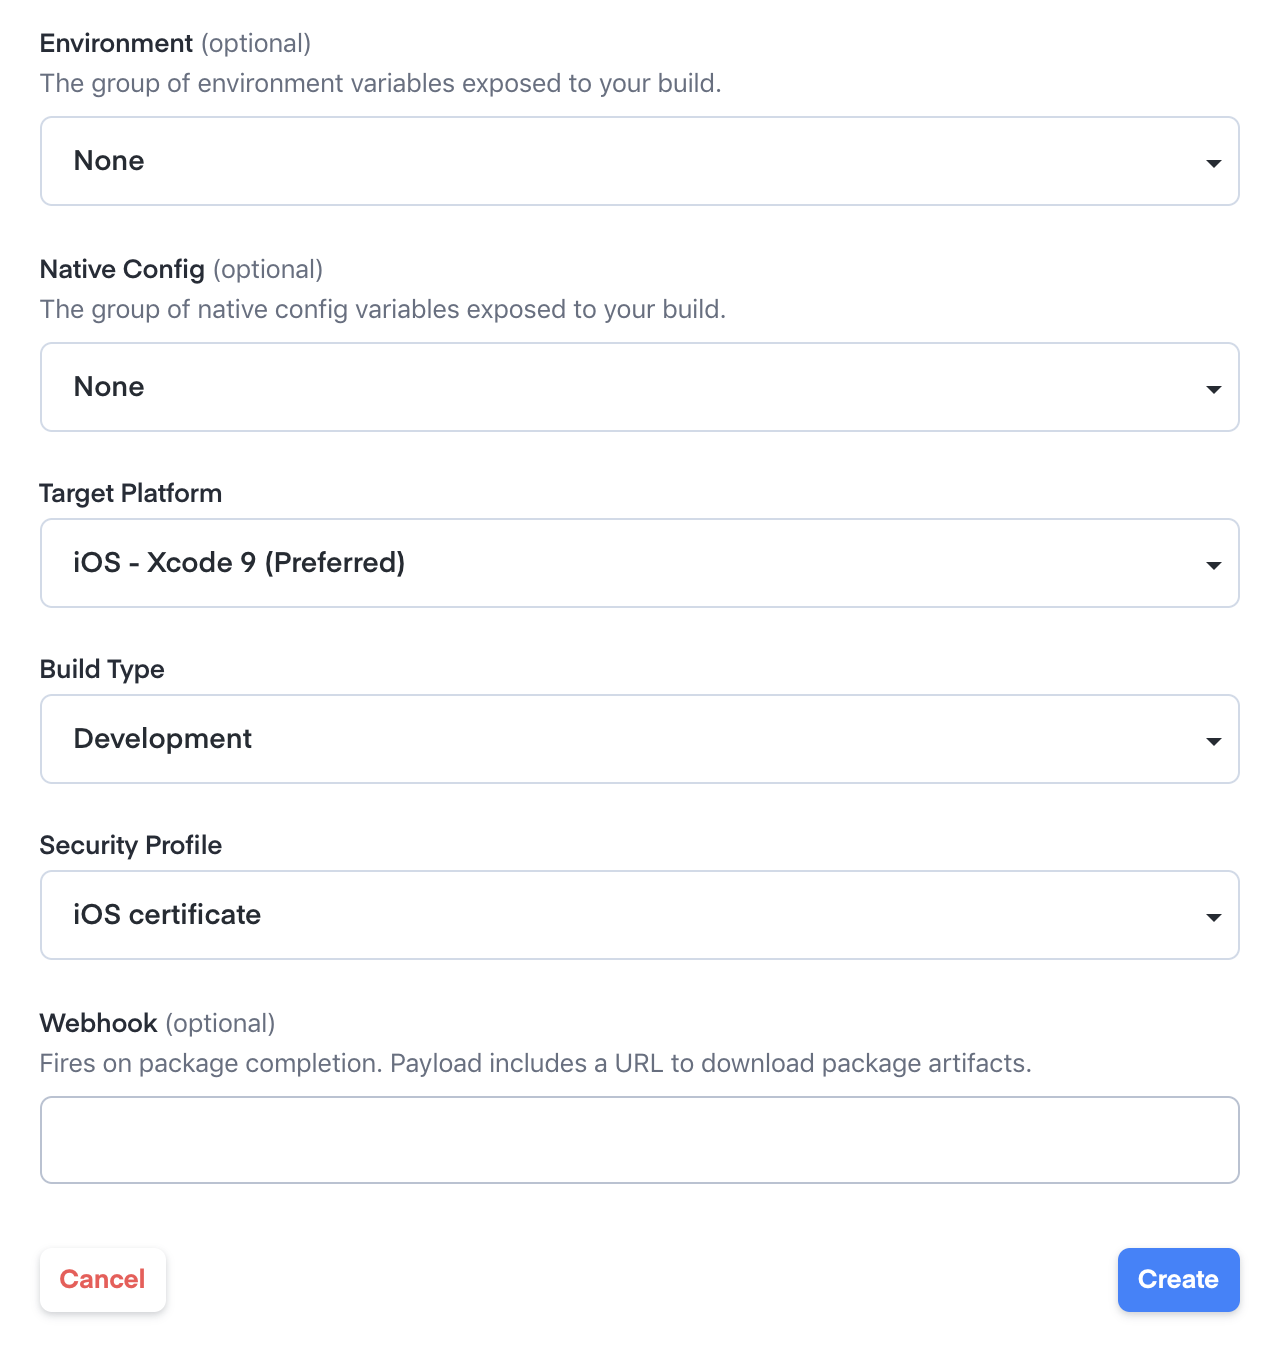 Environment (optional)
The group of environment variables exposed to your build.
None
Native Config (optional)
The group of native config variables exposed to your build.
None
Target Platform
iOS - Xcode 9 (Preferred)
Build Type
Development
Security Profile
iOS certificate
Webhook (optional)
Fires on package completion. Payload includes a URL to download package artifacts.
Cancel
Create